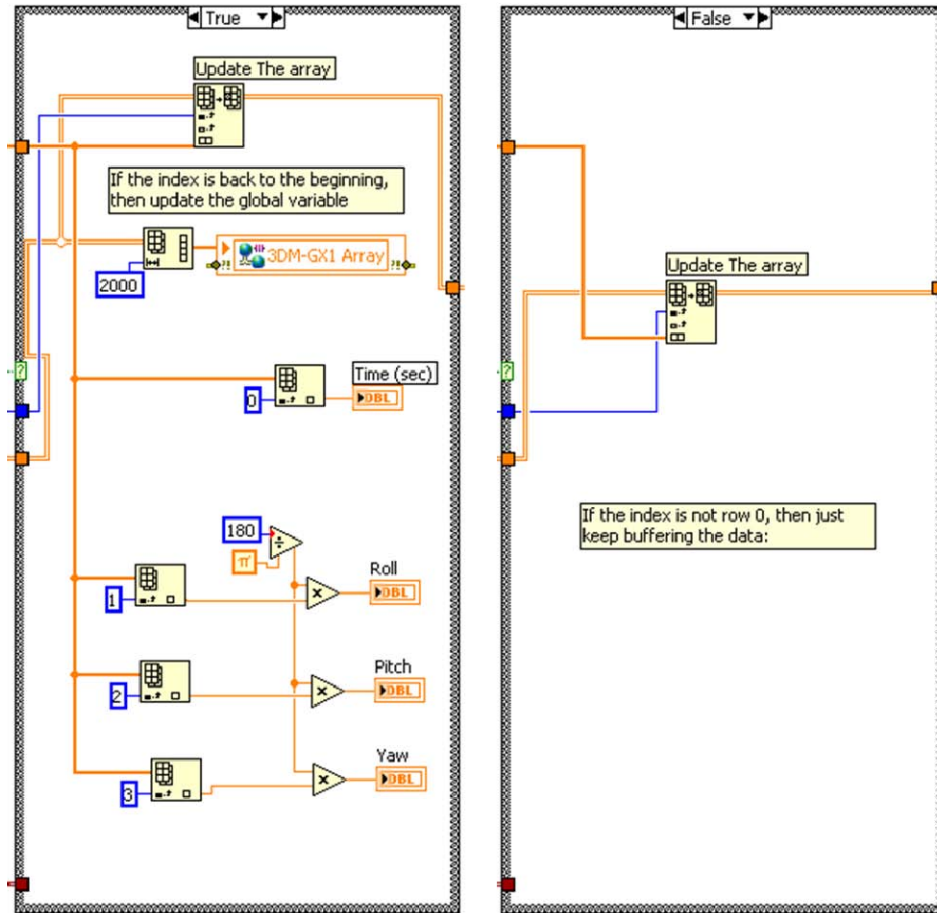 True
Update The array
If the index is back to the beginning,
then update the global variable
3DM-GX1 Array
?!
?!
2000
?
Time (sec)
0
DBL
180
÷
π
Roll
1
x
DBL
Pitch
2
x
DBL
Yaw
3
x
DBL
False
Update The array
?
If the index is not row 0, then just
keep buffering the data: